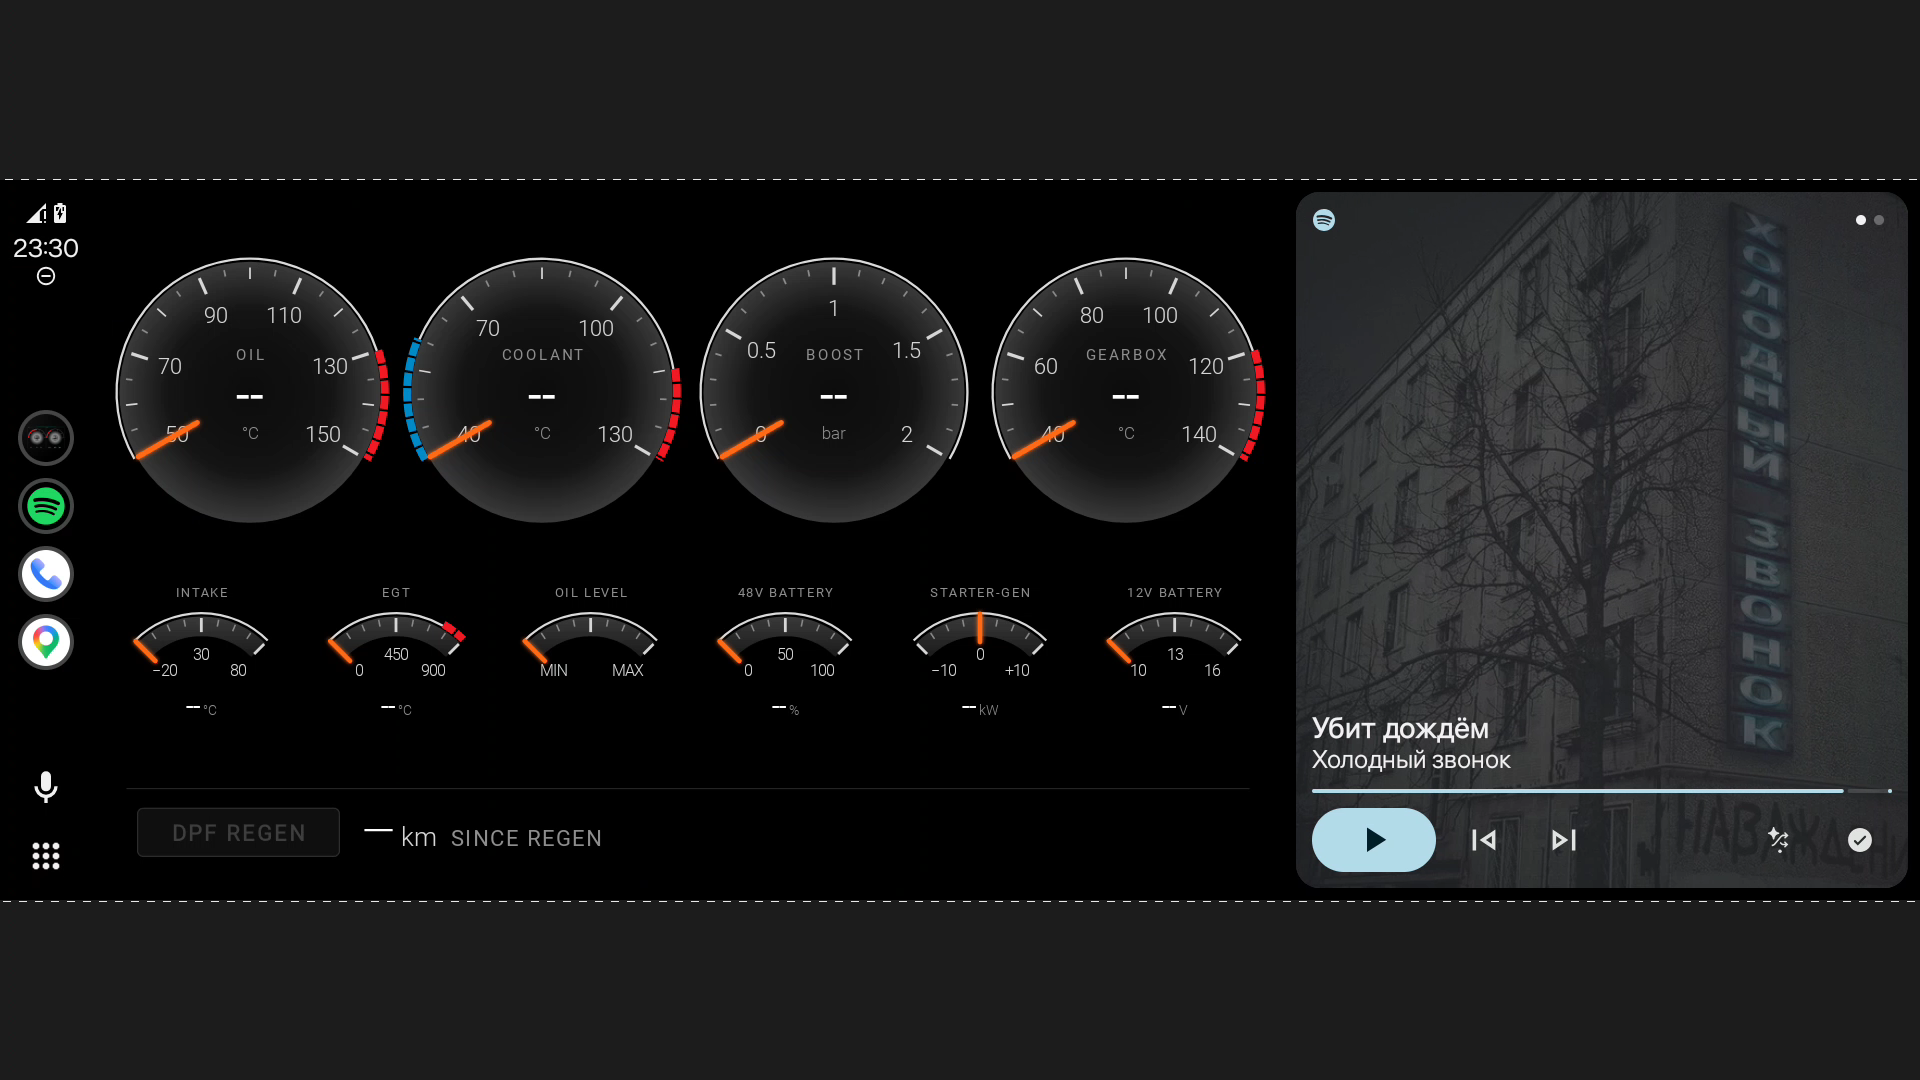 23:30
90 110
70 OIL 130
--
50 °C 150
70 100
COOLANT
--
40 °C 130
1
0.5 BOOST 1.5
--
0 bar 2
80 100
60 GEARBOX 120
--
40 °C 140
INTAKE
30
−20 80
-- °C
EGT
450
0 900
-- °C
OIL LEVEL
MIN MAX
48V BATTERY
50
0 100
-- %
STARTER-GEN
0
−10 +10
-- kW
12V BATTERY
13
10 16
-- V
DPF REGEN — km SINCE REGEN
ХОЛОДНЫЙ ЗВОНОК
Убит дождём
Холодный звонок
НАВАЖДЕНИ